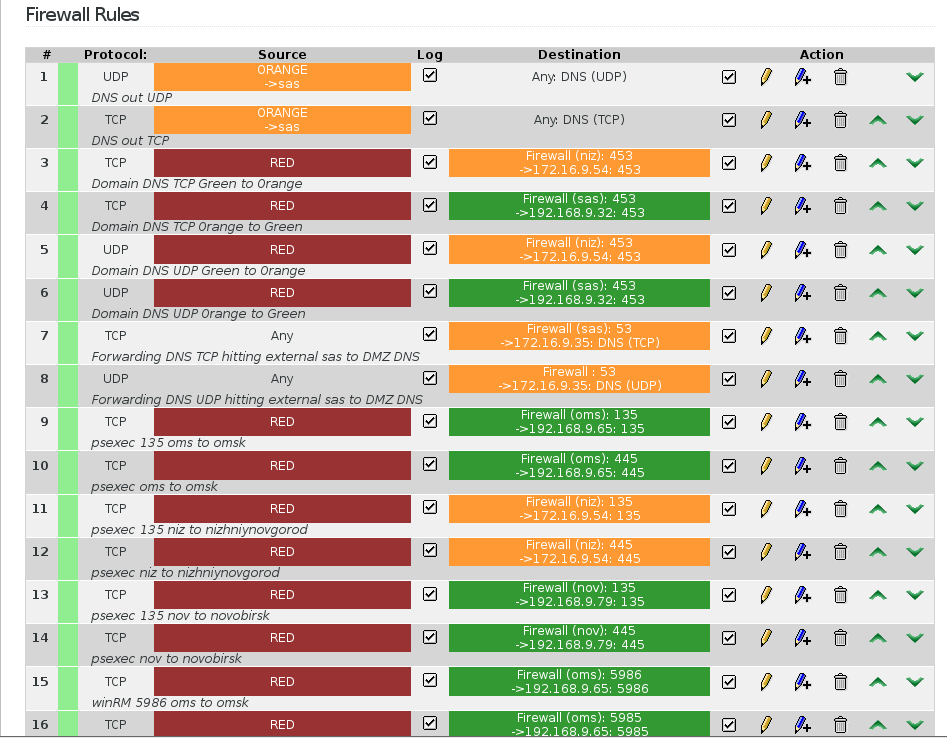 Firewall Rules
# Protocol: Source Log Destination Action
1 UDP ORANGE Any: DNS (UDP)
->sas
DNS out UDP
2 TCP ORANGE Any: DNS (TCP)
->sas
DNS out TCP
3 TCP RED Firewall (niz): 453
->172.16.9.54: 453
Domain DNS TCP Green to Orange
4 TCP RED Firewall (sas): 453
->192.168.9.32: 453
Domain DNS TCP Orange to Green
5 UDP RED Firewall (niz): 453
->172.16.9.54: 453
Domain DNS UDP Green to Orange
6 UDP RED Firewall (sas): 453
->192.168.9.32: 453
Domain DNS UDP Orange to Green
7 TCP Any Firewall (sas): 53
->172.16.9.35: DNS (TCP)
Forwarding DNS TCP hitting external sas to DMZ DNS
8 UDP Any Firewall : 53
->172.16.9.35: DNS (UDP)
Forwarding DNS UDP hitting external sas to DMZ DNS
9 TCP RED Firewall (oms): 135
->192.168.9.65: 135
psexec 135 oms to omsk
10 TCP RED Firewall (oms): 445
->192.168.9.65: 445
psexec oms to omsk
11 TCP RED Firewall (niz): 135
->172.16.9.54: 135
psexec 135 niz to nizhniynovgorod
12 TCP RED Firewall (niz): 445
->172.16.9.54: 445
psexec niz to nizhniynovgorod
13 TCP RED Firewall (nov): 135
->192.168.9.79: 135
psexec 135 nov to novobirsk
14 TCP RED Firewall (nov): 445
->192.168.9.79: 445
psexec nov to novobirsk
15 TCP RED Firewall (oms): 5986
->192.168.9.65: 5986
winRM 5986 oms to omsk
16 TCP RED Firewall (oms): 5985
->192.168.9.65: 5985